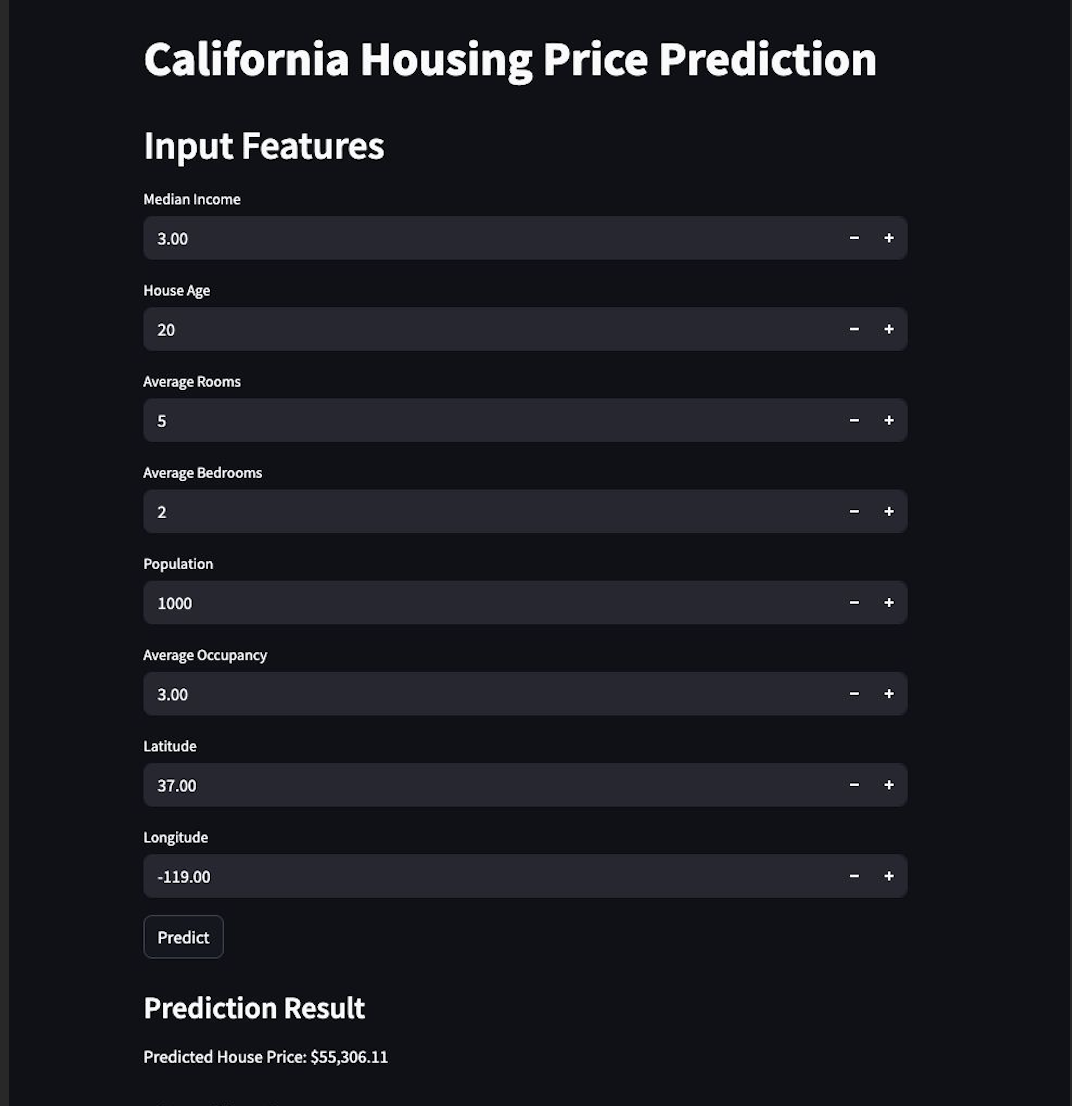 California Housing Price Prediction
Input Features
Median Income
3.00
House Age
20
Average Rooms
5
Average Bedrooms
2
Population
1000
Average Occupancy
3.00
Latitude
37.00
Longitude
-119.00
Predict
Prediction Result
Predicted House Price: $55,306.11